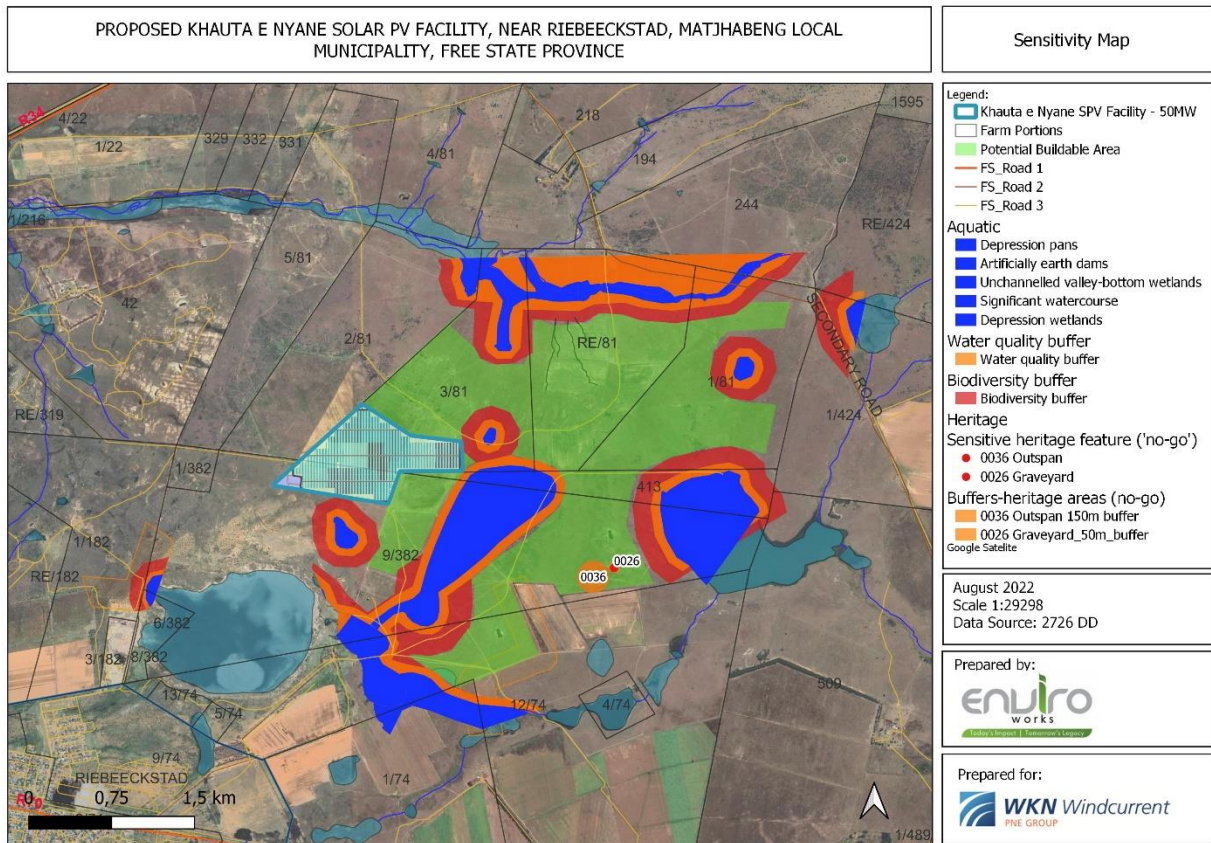 PROPOSED KHAUTA E NYANE SOLAR PV FACILITY, NEAR RIEBEECKSTAD, MATJHABENG LOCAL
MUNICIPALITY, FREE STATE PROVINCE
Sensitivity Map
R34
4/22
1/22
329
332
331
4/81
218
194
1595
244
RE/424
1/216
5/81
42
2/81
RE/81
SECONDARY ROAD
3/81
1/81
1/424
RE/319
1/382
413
1/182
9/382
0026
0036
RE/182
6/382
3/182
8/382
13/74
5/74
12/74
4/74
509
9/74
RIEBEECKSTAD
1/74
1/489
0 0,75 1,5 km
Legend:
Khauta e Nyane SPV Facility - 50MW
Farm Portions
Potential Buildable Area
FS_Road 1
FS_Road 2
FS_Road 3
Aquatic
Depression pans
Artificially earth dams
Unchannelled valley-bottom wetlands
Significant watercourse
Depression wetlands
Water quality buffer
Water quality buffer
Biodiversity buffer
Biodiversity buffer
Heritage
Sensitive heritage feature ('no-go')
0036 Outspan
0026 Graveyard
Buffers-heritage areas (no-go)
0036 Outspan 150m buffer
0026 Graveyard_50m_buffer
Google Satelite
August 2022
Scale 1:29298
Data Source: 2726 DD
Prepared by:
enviro
works
Today's Impact | Tomorrow's Legacy
Prepared for:
WKN Windcurrent
PNE GROUP